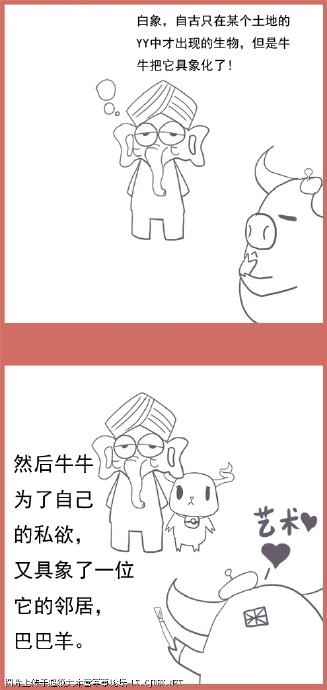 白象，自古只在某个土地的
YY中才出现的生物，但是牛
牛把它具象化了！
然后牛牛
为了自己
的私欲，
又具象了一位
它的邻居，
巴巴羊。
艺术